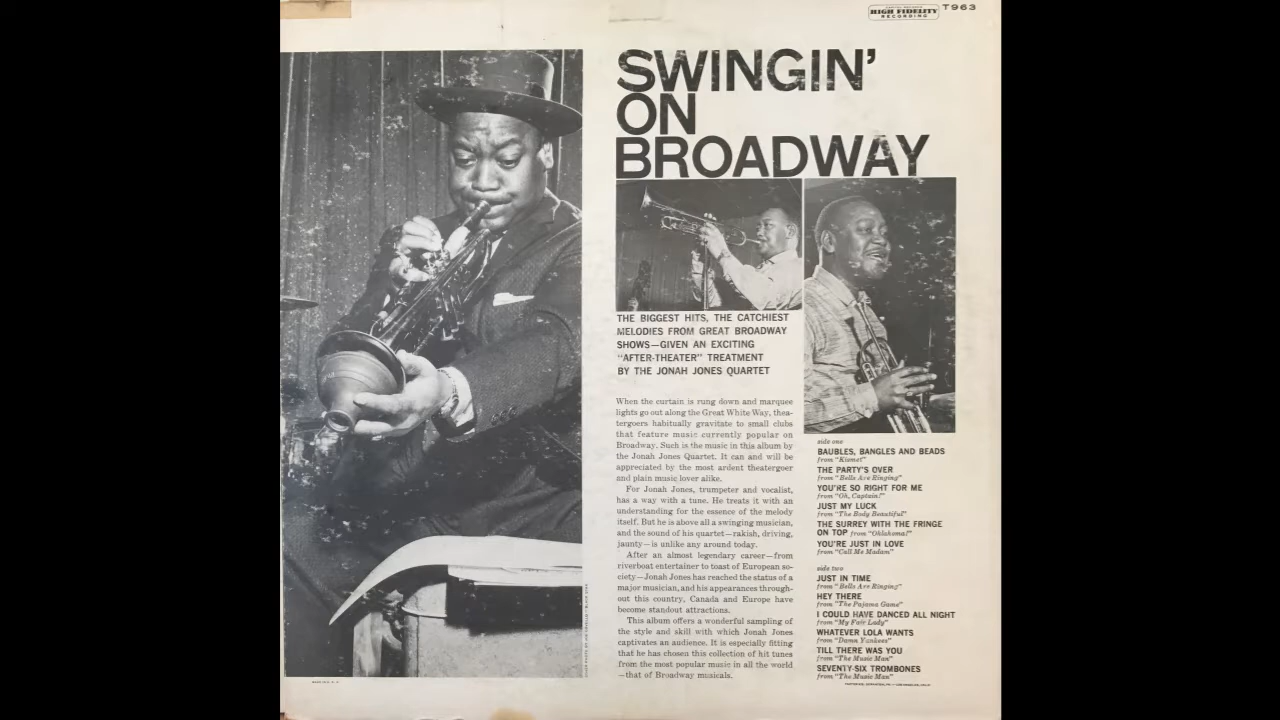 HIGH FIDELITY
RECORDING
T963
SWINGIN'
ON
BROADWAY
THE BIGGEST HITS, THE CATCHIEST
MELODIES FROM GREAT BROADWAY
SHOWS—GIVEN AN EXCITING
"AFTER-THEATER" TREATMENT
BY THE JONAH JONES QUARTET
When the curtain is rung down and marquee
lights go out along the Great White Way, thea-
tergoers habitually gravitate to small clubs
that feature music currently popular on
Broadway. Such is the music in this album by
the Jonah Jones Quartet. It can and will be
appreciated by the most ardent theatergoer
and plain music lover alike.
For Jonah Jones, trumpeter and vocalist,
has a way with a tune. He treats it with an
understanding for the essence of the melody
itself. But he is above all a swinging musician,
and the sound of his quartet—rakish, driving,
jaunty—is unlike any around today.
After an almost legendary career—from
riverboat entertainer to toast of European so-
ciety—Jonah Jones has reached the status of a
major musician, and his appearances through-
out this country, Canada and Europe have
become standout attractions.
This album offers a wonderful sampling of
the style and skill with which Jonah Jones
captivates an audience. It is especially fitting
that he has chosen this collection of hit tunes
from the most popular music in all the world
—that of Broadway musicals.
side one
BAUBLES, BANGLES AND BEADS
from "Kismet"
THE PARTY'S OVER
from "Bells Are Ringing"
YOU'RE SO RIGHT FOR ME
from "Oh, Captain!"
JUST MY LUCK
from "The Body Beautiful"
THE SURREY WITH THE FRINGE
ON TOP from "Oklahoma!"
YOU'RE JUST IN LOVE
from "Call Me Madam"
side two
JUST IN TIME
from "Bells Are Ringing"
HEY THERE
from "The Pajama Game"
I COULD HAVE DANCED ALL NIGHT
from "My Fair Lady"
WHATEVER LOLA WANTS
from "Damn Yankees"
TILL THERE WAS YOU
from "The Music Man"
SEVENTY-SIX TROMBONES
from "The Music Man"